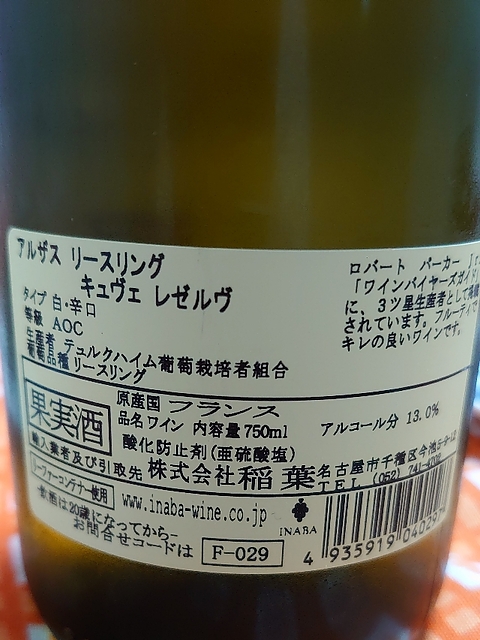 アルザス リースリング
キュヴェ レゼルヴ
タイプ 白・辛口
等級 AOC
生産者 テュルクハイム葡萄栽培者組合
葡萄品種 リースリング
ロバート パーカー Jr.
「ワインバイヤーズガイド
に、3ツ星生産者として掲
されています。フルーティで
キレの良いワインです。
果実酒
原産国 フランス
品名 ワイン 内容量 750ml
アルコール分 13.0%
酸化防止剤(亜硫酸塩)
輸入業者及び引取先 株式会社 稲葉
名古屋市千種区今池5-9-12
TEL (052) 741-4702
リーファーコンテナー使用
www.inaba-wine.co.jp
INABA
-飲酒は20歳になってから-
お問合せコードは F-029
4 935919 040297